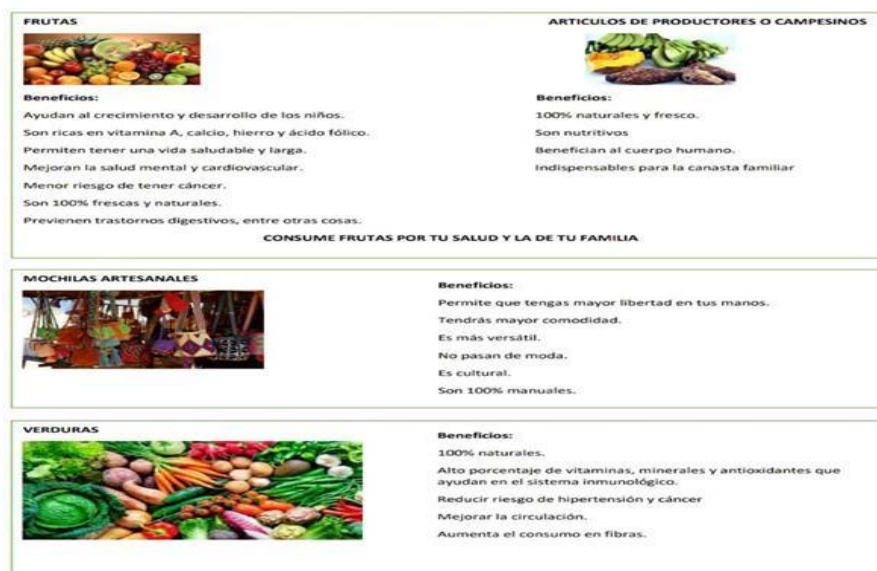 FRUTAS
Beneficios:
Ayudan al crecimiento y desarrollo de los niños.
Son ricas en vitamina A, calcio, hierro y ácido fólico.
Permiten tener una vida saludable y larga.
Mejoran la salud mental y cardiovascular.
Menor riesgo de tener cáncer.
Son 100% frescas y naturales.
Previenen trastornos digestivos, entre otras cosas.
ARTICULOS DE PRODUCTORES O CAMPESINOS
Beneficios:
100% naturales y fresco.
Son nutritivos
Benefician al cuerpo humano.
Indispensables para la canasta familiar
CONSUME FRUTAS POR TU SALUD Y LA DE TU FAMILIA
MOCHILAS ARTESANALES
Beneficios:
Permite que tengas mayor libertad en tus manos.
Tendrás mayor comodidad.
Es más versátil.
No pasan de moda.
Es cultural.
Son 100% manuales.
VERDURAS
Beneficios:
100% naturales.
Alto porcentaje de vitaminas, minerales y antioxidantes que
ayudan en el sistema inmunológico.
Reducir riesgo de hipertensión y cáncer
Mejorar la circulación.
Aumenta el consumo en fibras.